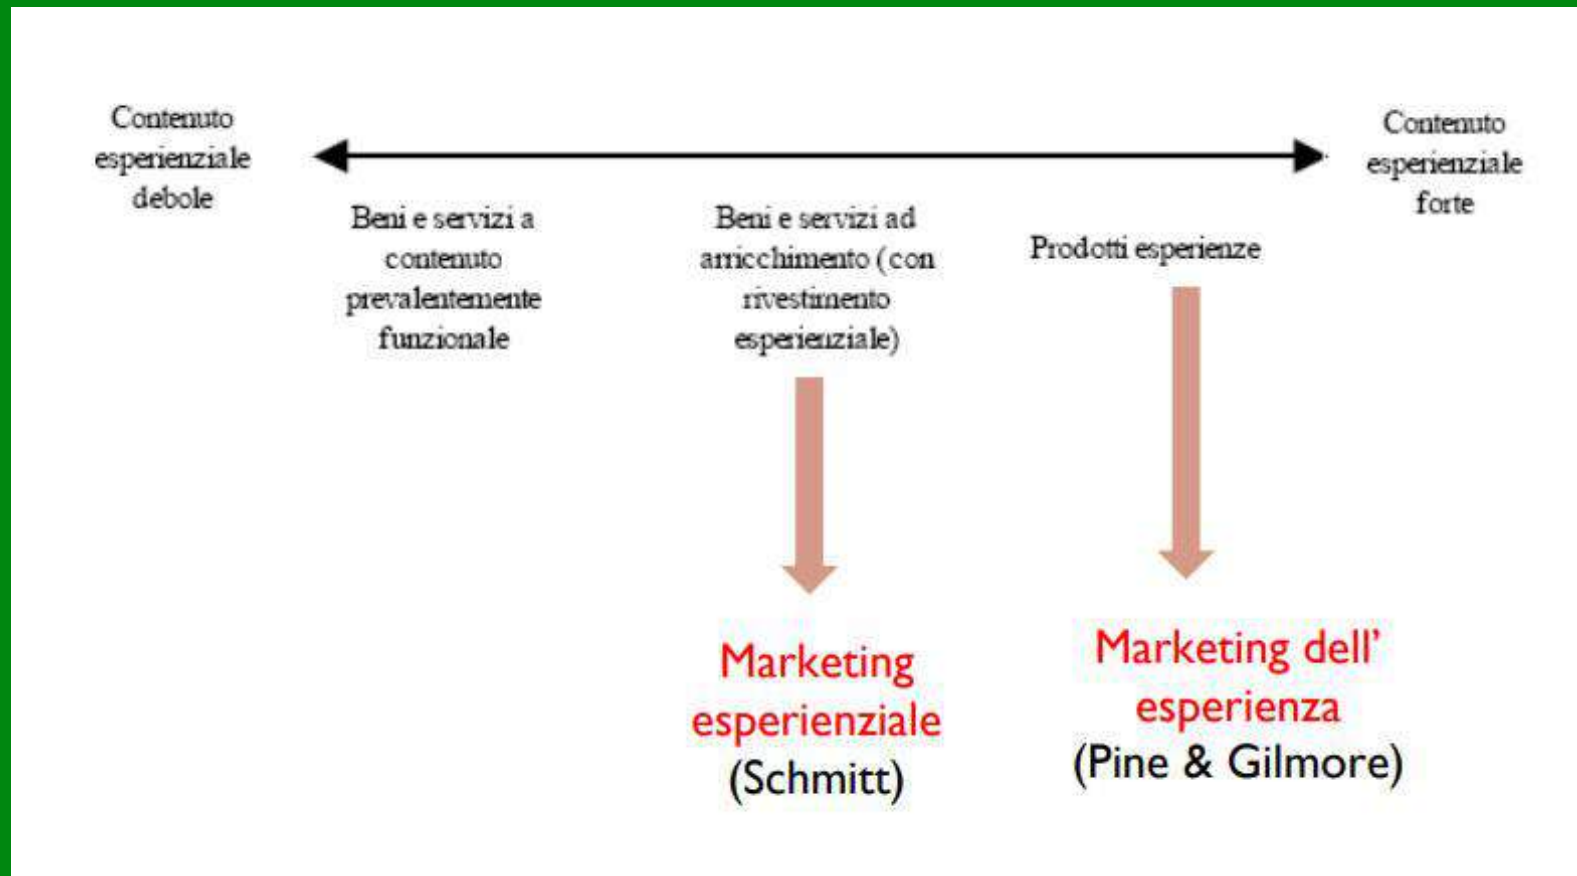 Contenuto
esperienziale
debole
Contenuto
esperienziale
forte
Beni e servizi a
contenuto
prevalentemente
funzionale
Beni e servizi ad
arricchimento (con
rivestimento
esperienziale)
Prodotti esperienze
Marketing
esperienziale
(Schmitt)
Marketing dell'
esperienza
(Pine & Gilmore)